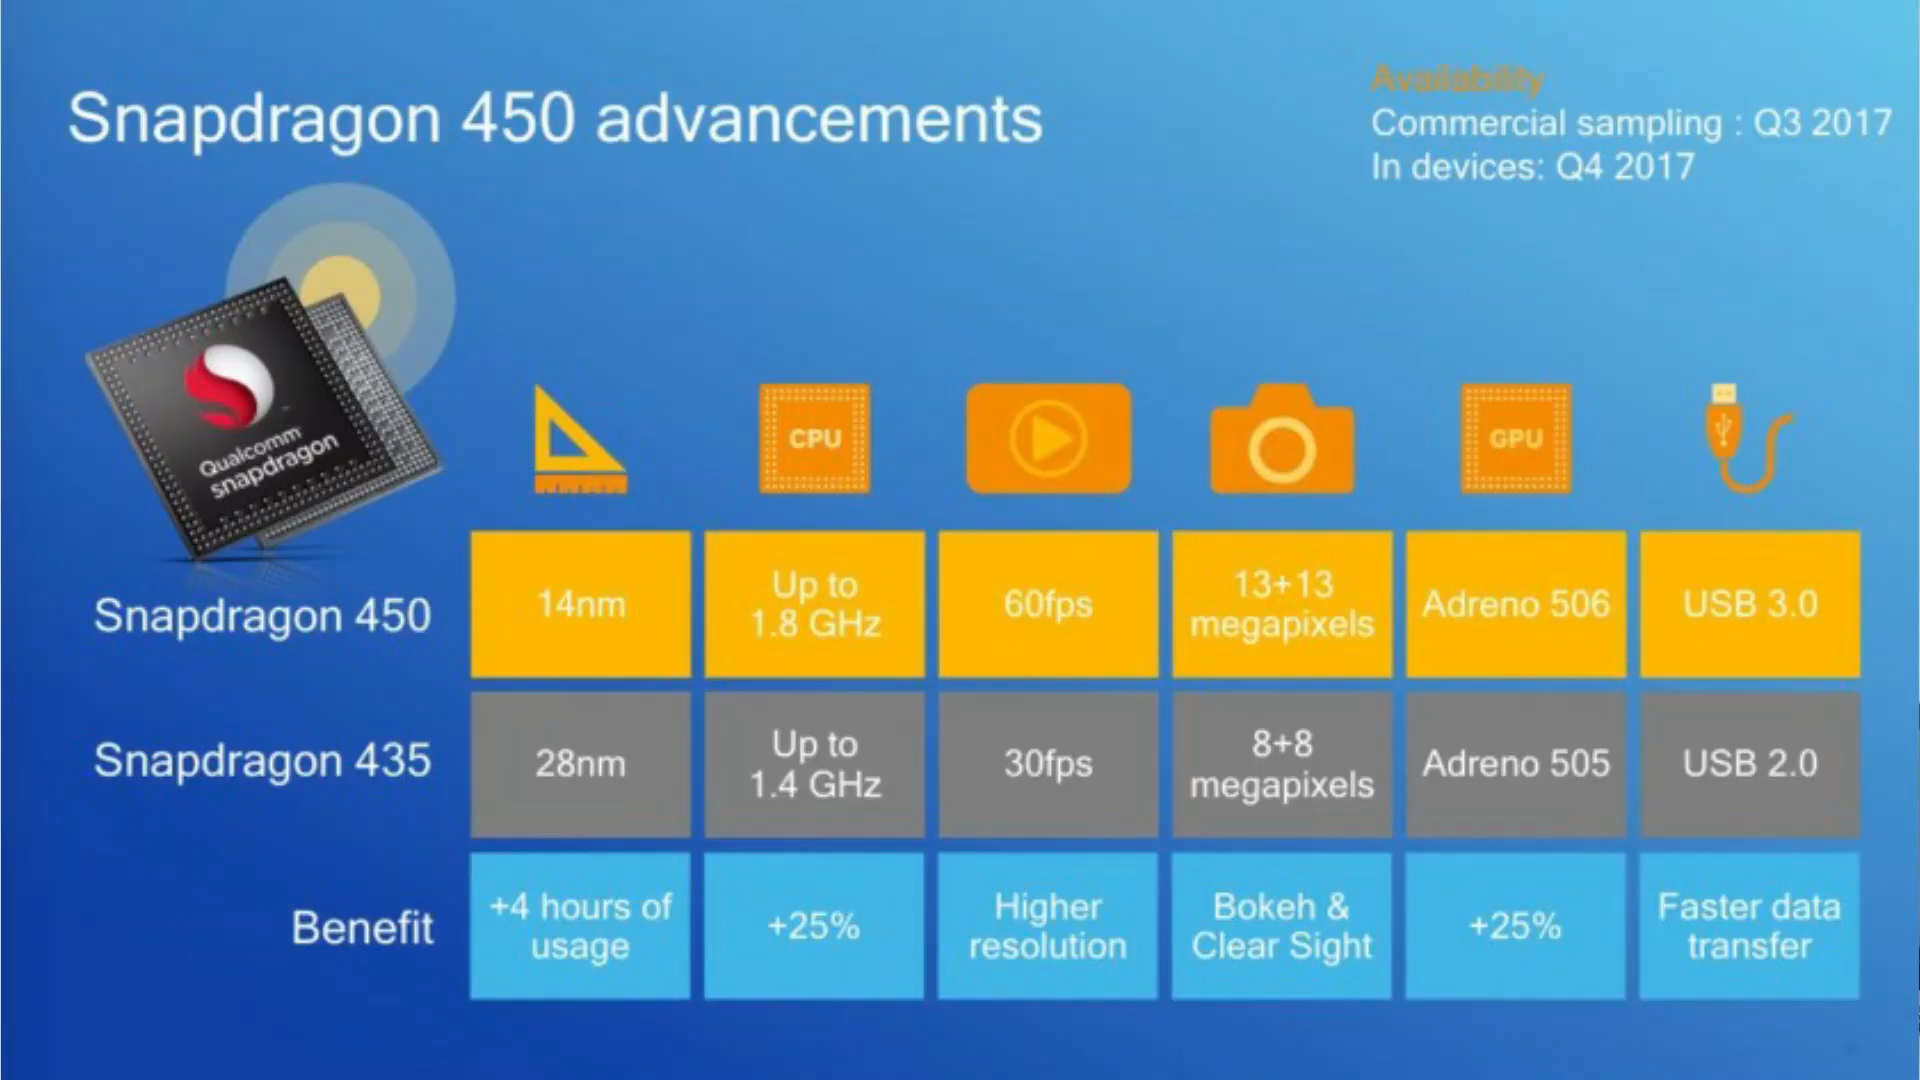 Snapdragon 450 advancements
Availability
Commercial sampling : Q3 2017
In devices: Q4 2017
Qualcomm
snapdragon
CPU
GPU
Snapdragon 450
14nm
Up to
1.8 GHz
60fps
13+13
megapixels
Adreno 506
USB 3.0
Snapdragon 435
28nm
Up to
1.4 GHz
30fps
8+8
megapixels
Adreno 505
USB 2.0
Benefit
+4 hours of
usage
+25%
Higher
resolution
Bokeh &
Clear Sight
+25%
Faster data
transfer